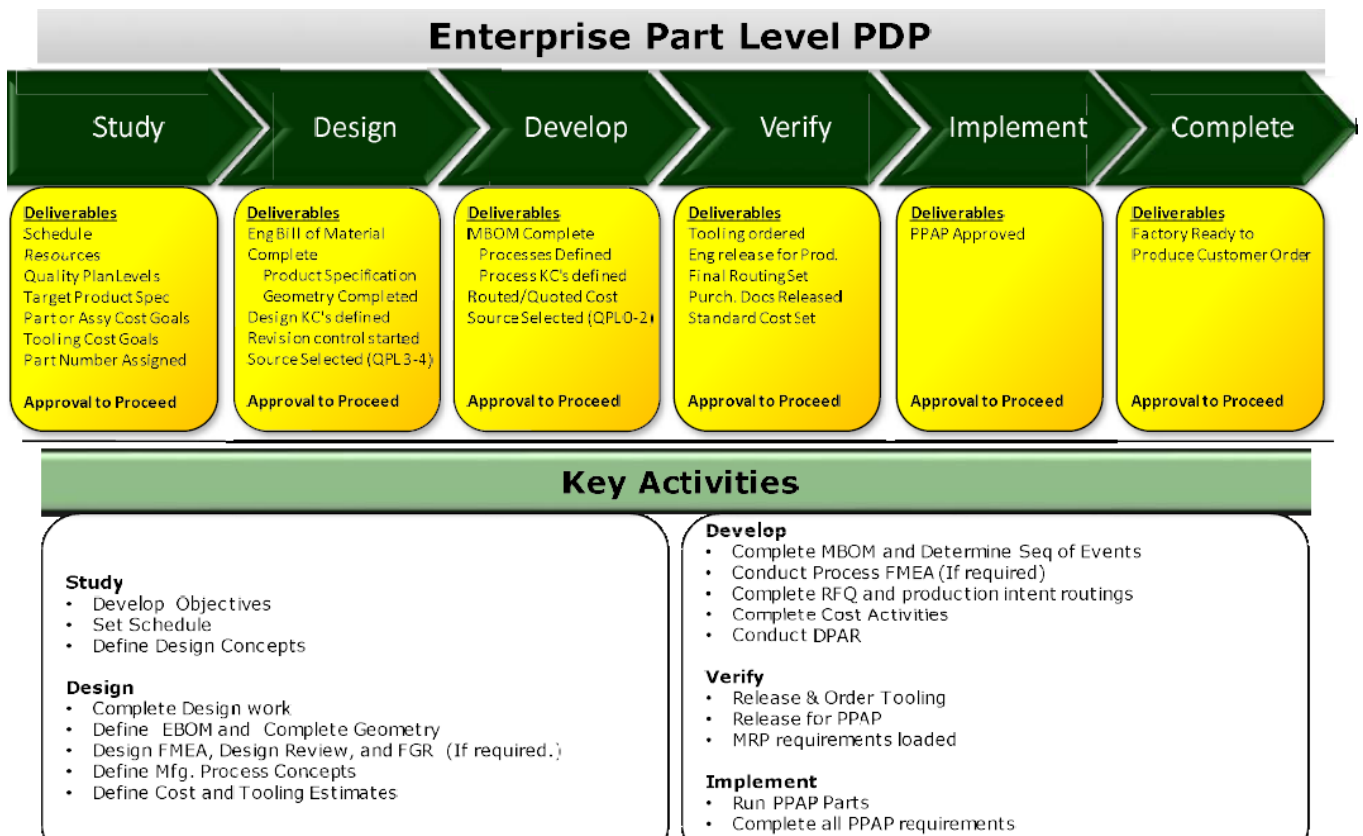 Enterprise Part Level PDP
Study
Design
Develop
Verify
Implement
Complete
Deliverables
Schedule
Resources
Quality Plan Levels
Target Product Spec
Part or Assy Cost Goals
Tooling Cost Goals
Part Number Assigned
Approval to Proceed
Deliverables
Eng Bill of Material
Complete
Product Specification
Geometry Completed
Design KC's defined
Revision control started
Source Selected (QPL 3-4)
Approval to Proceed
Deliverables
MBOM Complete
Processes Defined
Process KC's defined
Routed/Quoted Cost
Source Selected (QPL 0-2)
Approval to Proceed
Deliverables
Tooling ordered
Eng release for Prod.
Final Routing Set
Purch. Docs Released
Standard Cost Set
Approval to Proceed
Deliverables
PPAP Approved
Approval to Proceed
Deliverables
Factory Ready to
Produce Customer Order
Approval to Proceed
Key Activities
Study
• Develop Objectives
• Set Schedule
• Define Design Concepts
Design
• Complete Design work
• Define EBOM and Complete Geometry
• Design FMEA, Design Review, and FGR (If required.)
• Define Mfg. Process Concepts
• Define Cost and Tooling Estimates
Develop
• Complete MBOM and Determine Seq of Events
• Conduct Process FMEA (If required)
• Complete RFQ and production intent routings
• Complete Cost Activities
• Conduct DPAR
Verify
• Release & Order Tooling
• Release for PPAP
• MRP requirements loaded
Implement
• Run PPAP Parts
• Complete all PPAP requirements